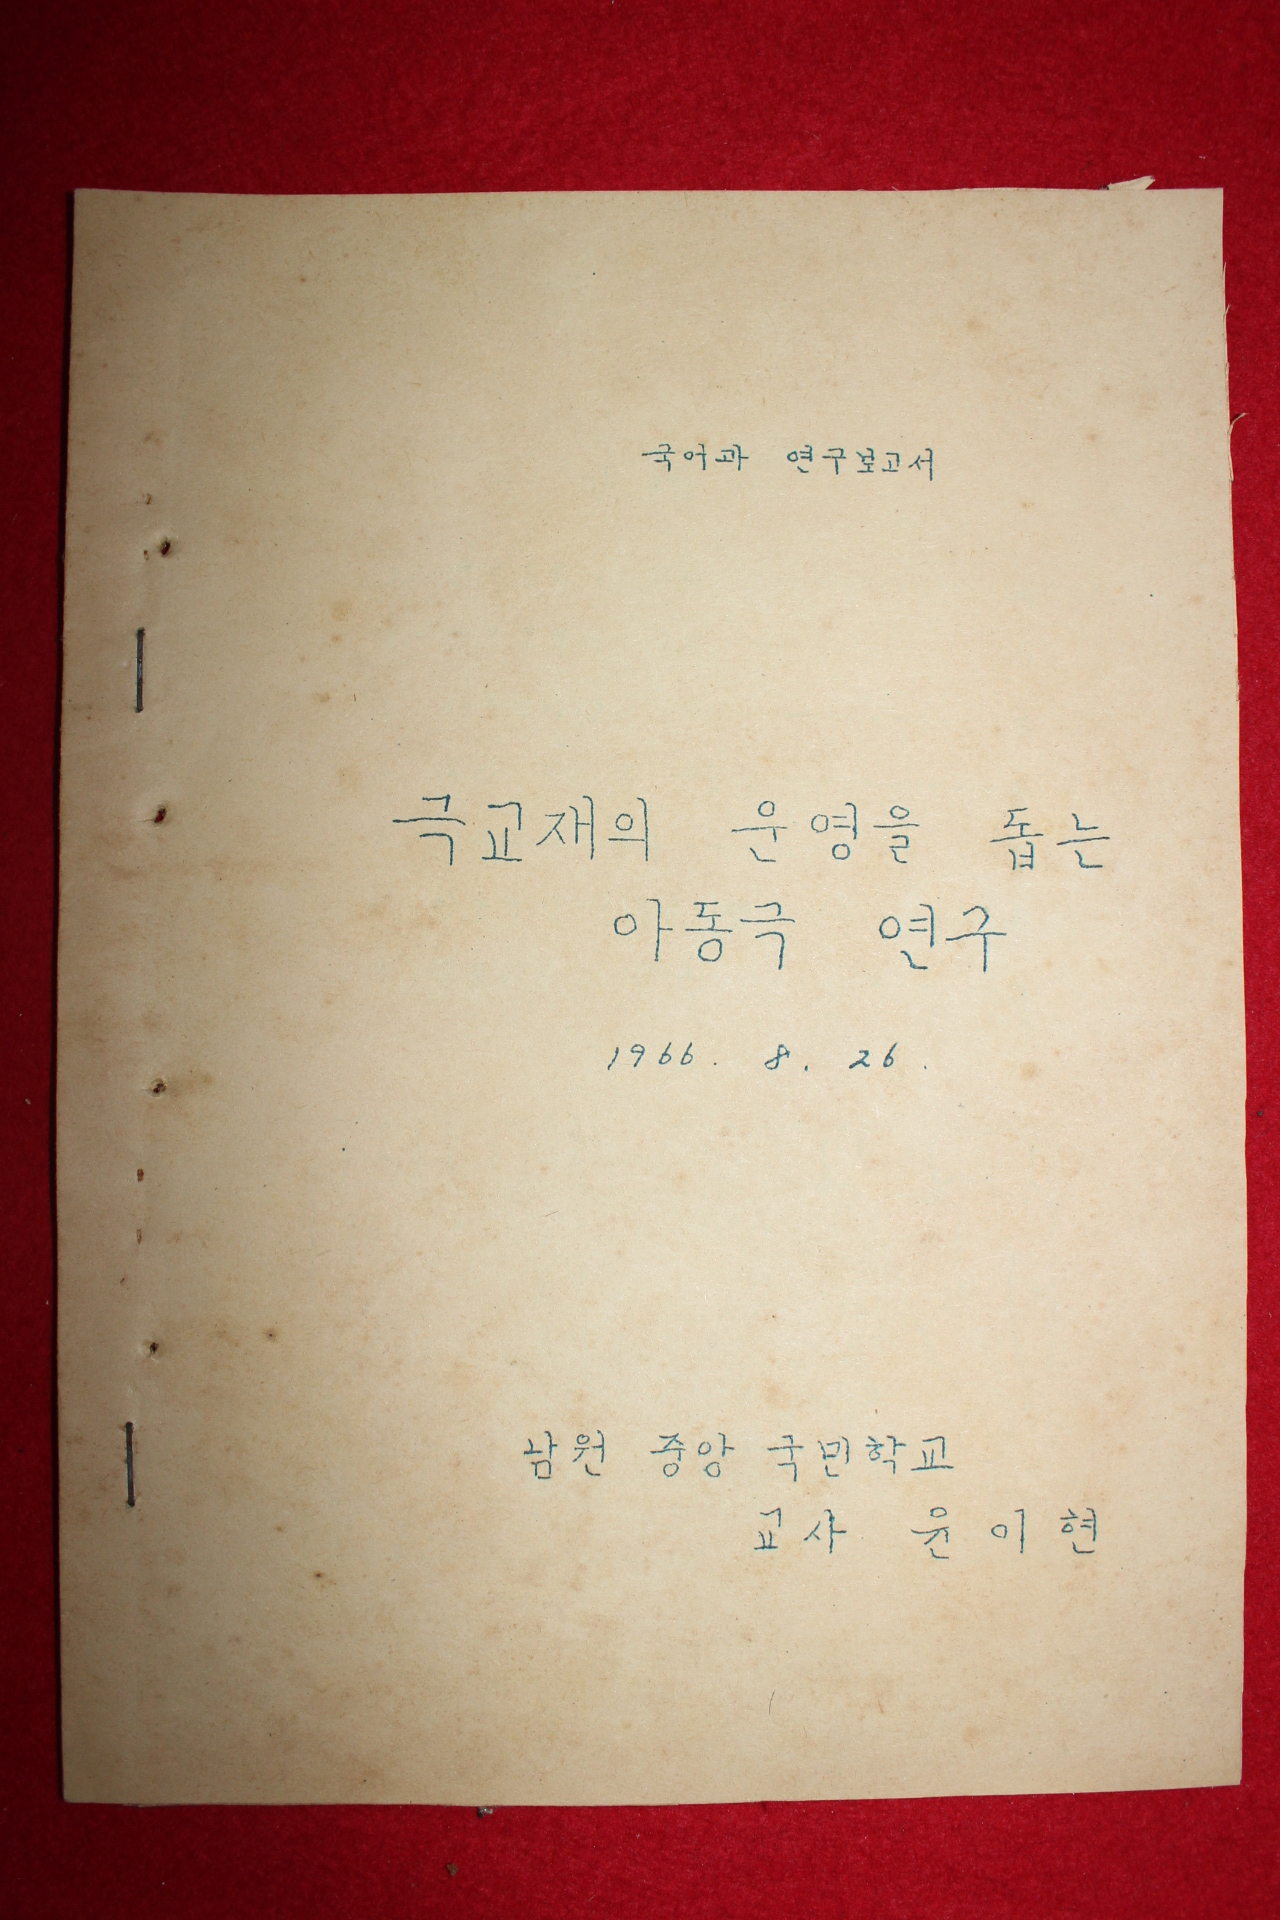 국어과 연구보고서
극교재의 운영을 돕는
아동극 연구
1966. 8. 26.
남원 중앙 국민학교
교사 윤이현